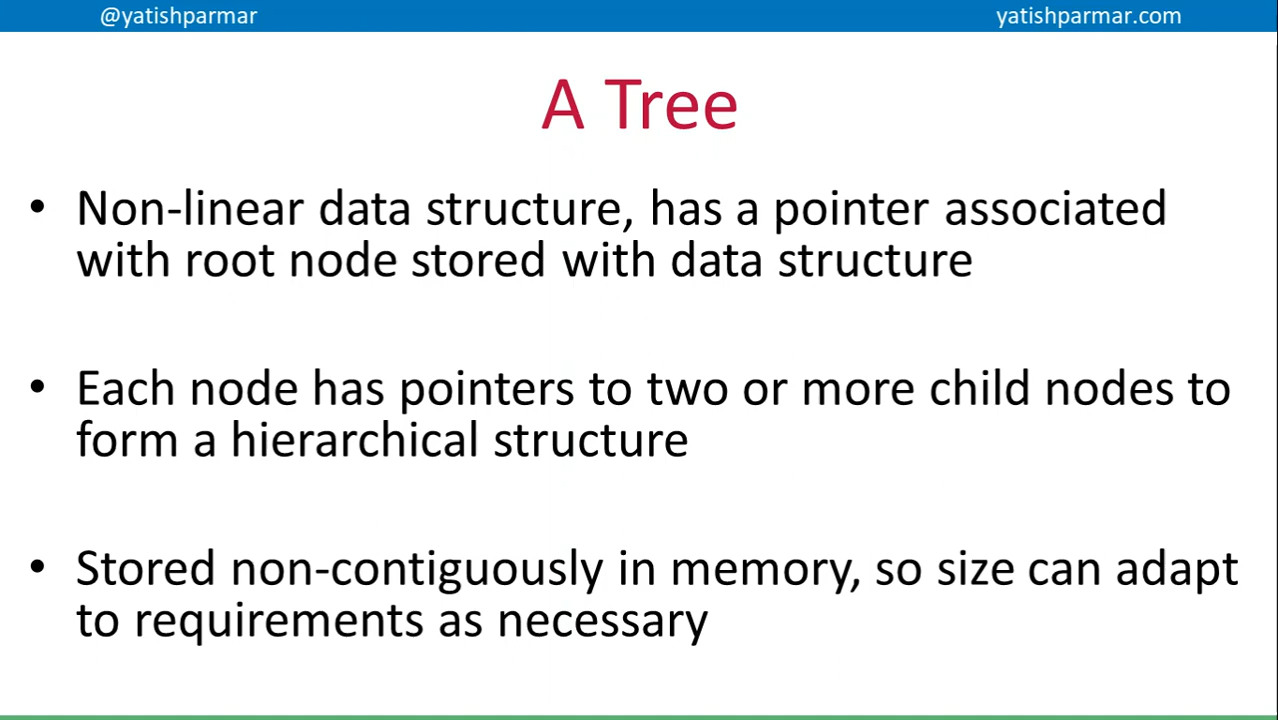 @yatishparmar
yatishparmar.com
A Tree
• Non-linear data structure, has a pointer associated
with root node stored with data structure
• Each node has pointers to two or more child nodes to
form a hierarchical structure
• Stored non-contiguously in memory, so size can adapt
to requirements as necessary